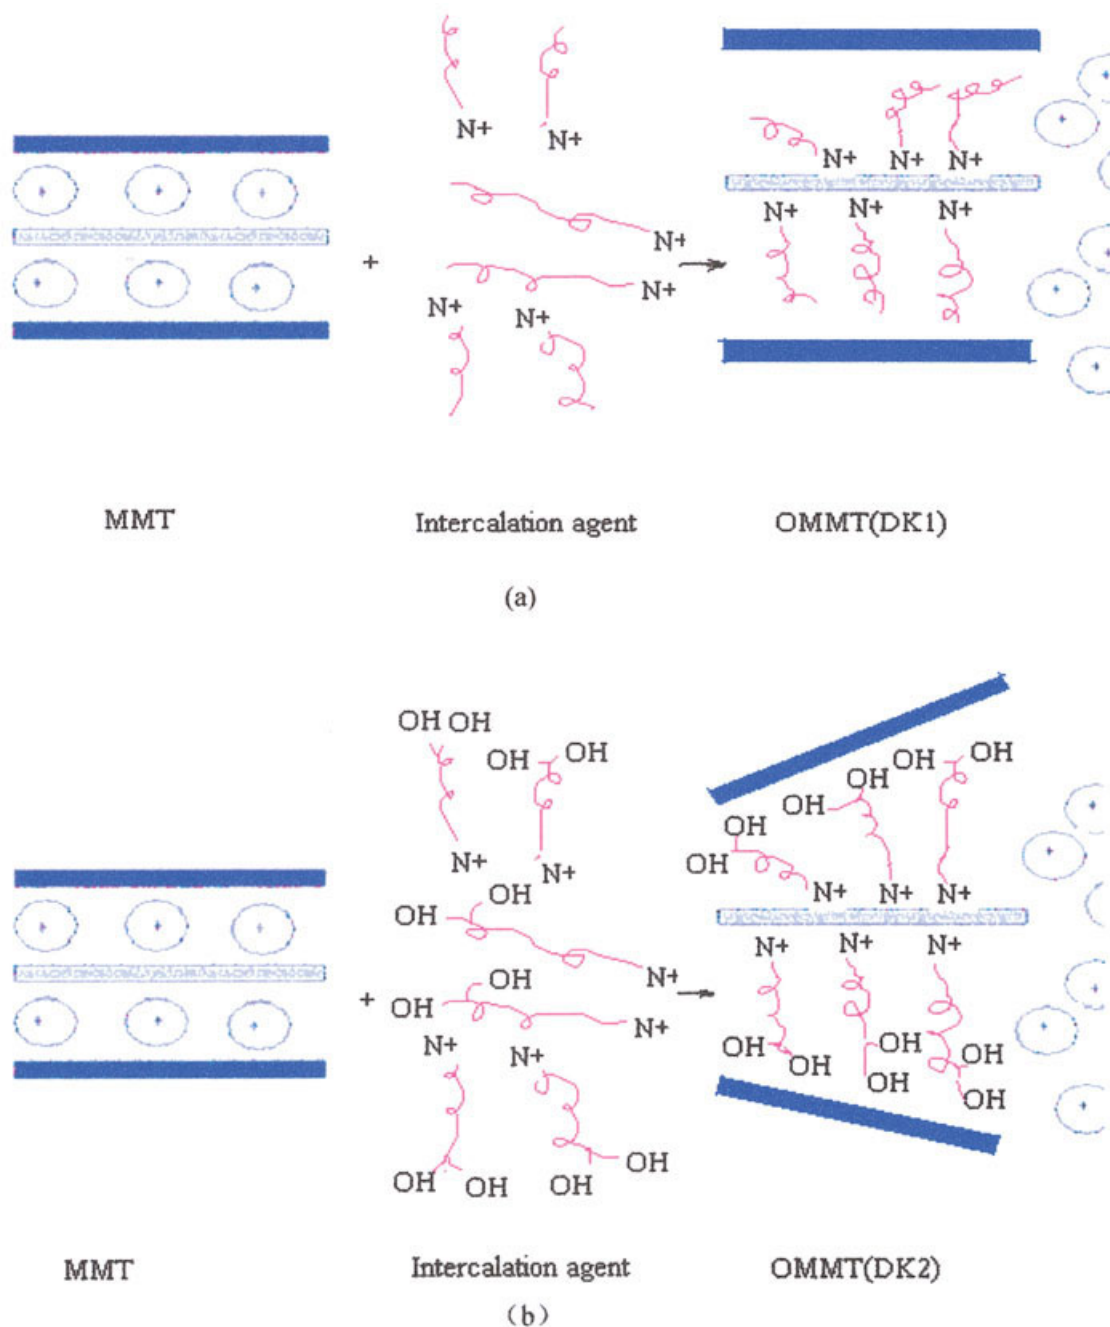 N+ N+
N+ N+ N+
N+
N+ N+ N+
+
N+
N+ N+
MMT Intercalation agent OMMT(DK1)
(a)
OH OH
OH OH
OH OH
OH
OH
OH
OH
N+ N+
N+ N+ N+
OH
OH
N+ N+ N+
N+
OH
+
OH
N+
N+ N+
OH OH OH
OH OH
OH
OH OH OH
OH
MMT Intercalation agent OMMT(DK2)
(b)